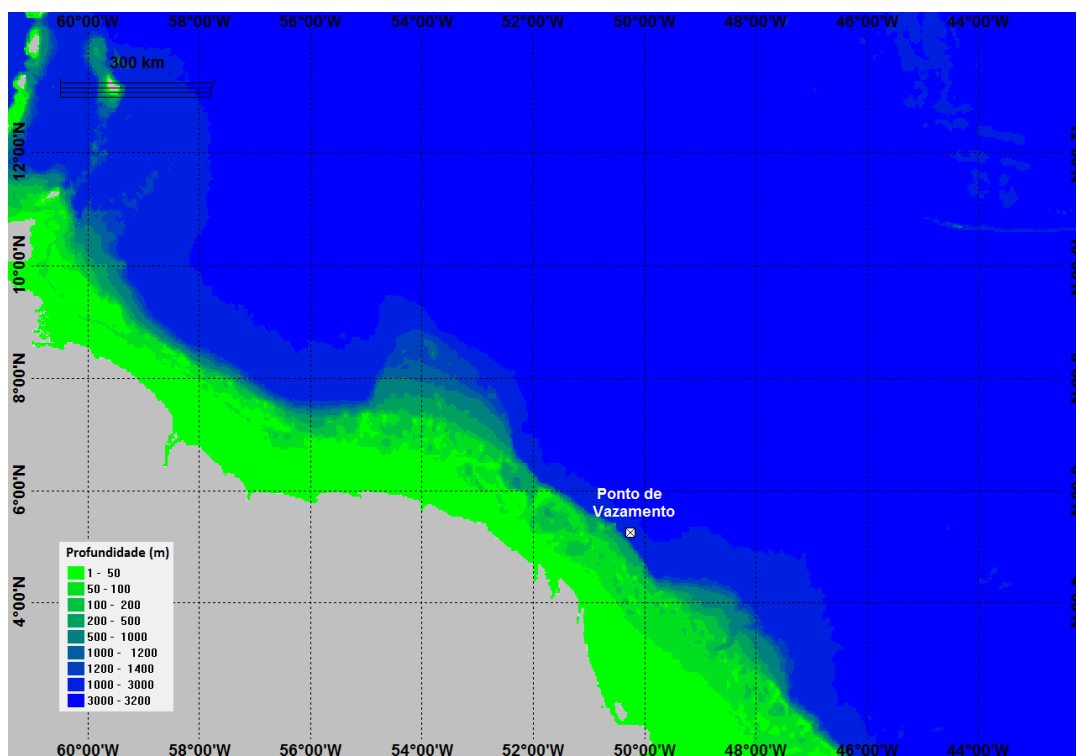 60°00'W 58°00'W 56°00'W 54°00'W 52°00'W 50°00'W 48°00'W 46°00'W 44°00'W
300 km
12°00'N
10°00'N
8°00'N
6°00'N
4°00'N
Ponto de
Vazamento
Profundidade (m)
1 - 50
50 - 100
100 - 200
200 - 500
500 - 1000
1000 - 1200
1200 - 1400
1000 - 3000
3000 - 3200
60°00'W 58°00'W 56°00'W 54°00'W 52°00'W 50°00'W 48°00'W 46°00'W 44°00'W